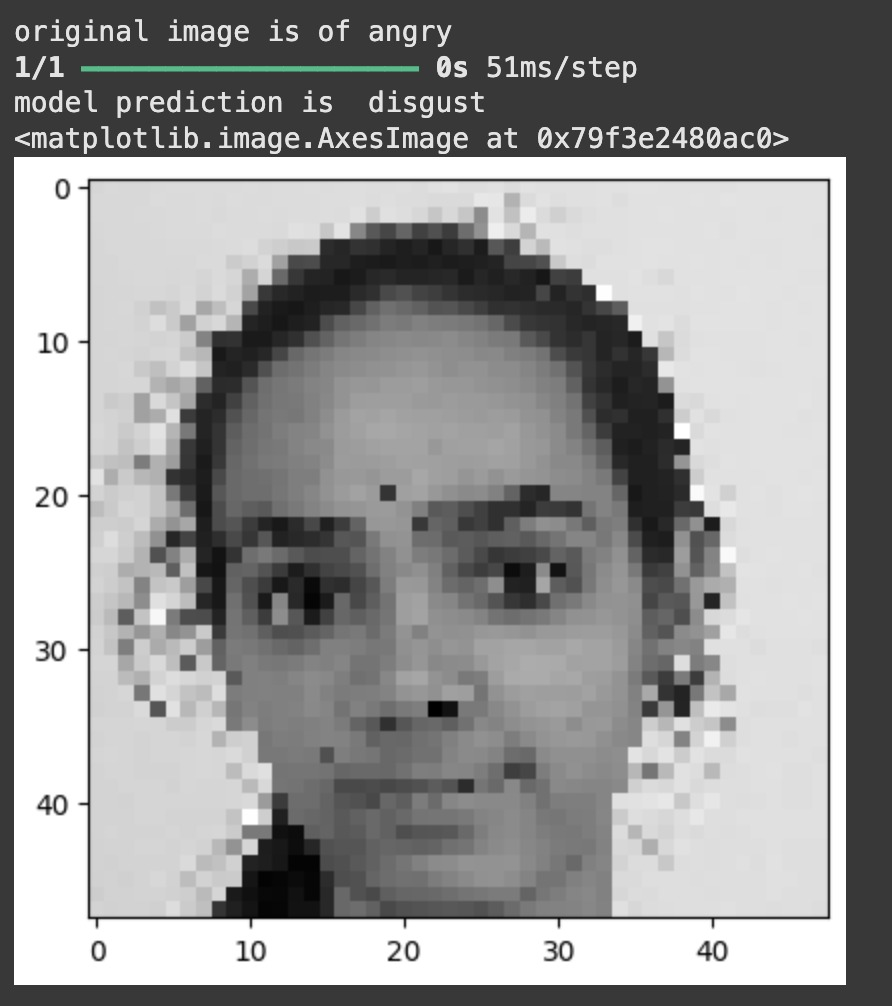 original image is of angry
1/1 ━━━━━━━━━━━━━━━━━━━━ 0s 51ms/step
model prediction is  disgust
<matplotlib.image.AxesImage at 0x79f3e2480ac0>
0
10
20
30
40
0 10 20 30 40